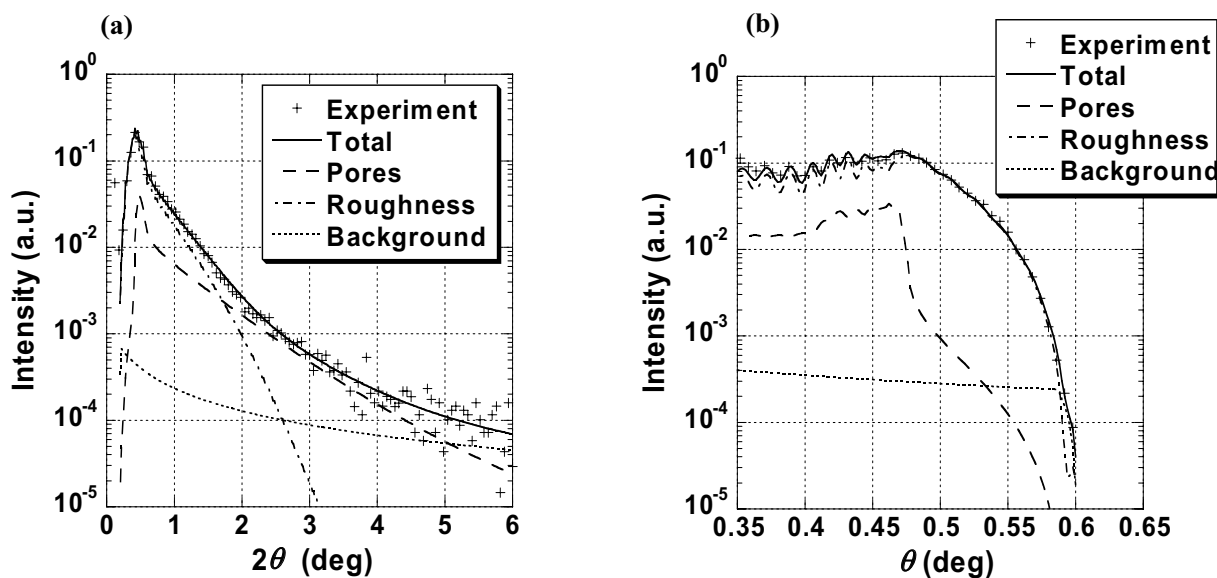 (a)
Intensity (a.u.)
10^0
10^-1
10^-2
10^-3
10^-4
10^-5
0 1 2 3 4 5 6
2θ (deg)
Experiment
Total
Pores
Roughness
Background
(b)
Intensity (a.u.)
10^0
10^-1
10^-2
10^-3
10^-4
10^-5
0.35 0.4 0.45 0.5 0.55 0.6 0.65
θ (deg)
Experiment
Total
Pores
Roughness
Background